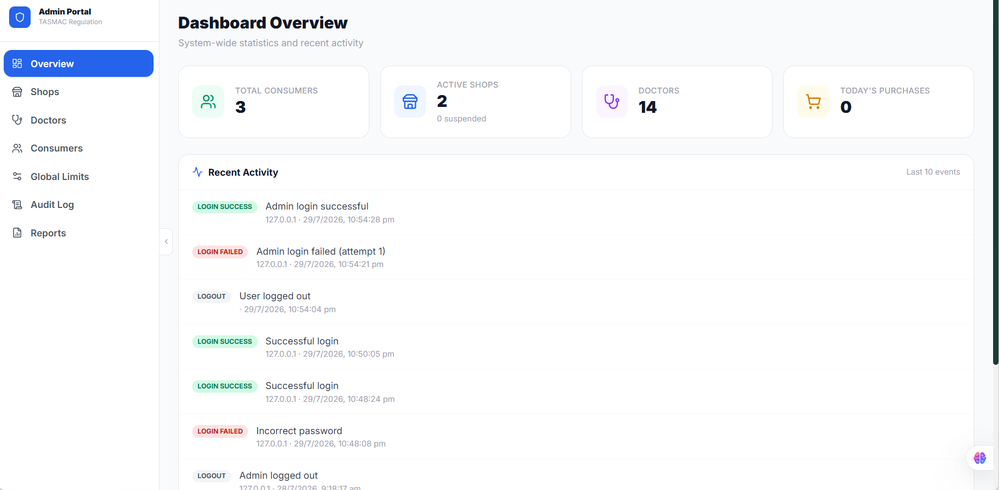 Admin Portal
TASMAC Regulation
Overview
Shops
Doctors
Consumers
Global Limits
Audit Log
Reports
Dashboard Overview
System-wide statistics and recent activity
TOTAL CONSUMERS
3
ACTIVE SHOPS
2
0 suspended
DOCTORS
14
TODAY'S PURCHASES
0
Recent Activity
Last 10 events
LOGIN SUCCESS Admin login successful
127.0.0.1 · 29/7/2026, 10:54:28 pm
LOGIN FAILED Admin login failed (attempt 1)
127.0.0.1 · 29/7/2026, 10:54:21 pm
LOGOUT User logged out
· 29/7/2026, 10:54:04 pm
LOGIN SUCCESS Successful login
127.0.0.1 · 29/7/2026, 10:50:05 pm
LOGIN SUCCESS Successful login
127.0.0.1 · 29/7/2026, 10:48:24 pm
LOGIN FAILED Incorrect password
127.0.0.1 · 29/7/2026, 10:48:08 pm
LOGOUT Admin logged out
127.0.0.1 · 28/7/2026, 9:18:17 am